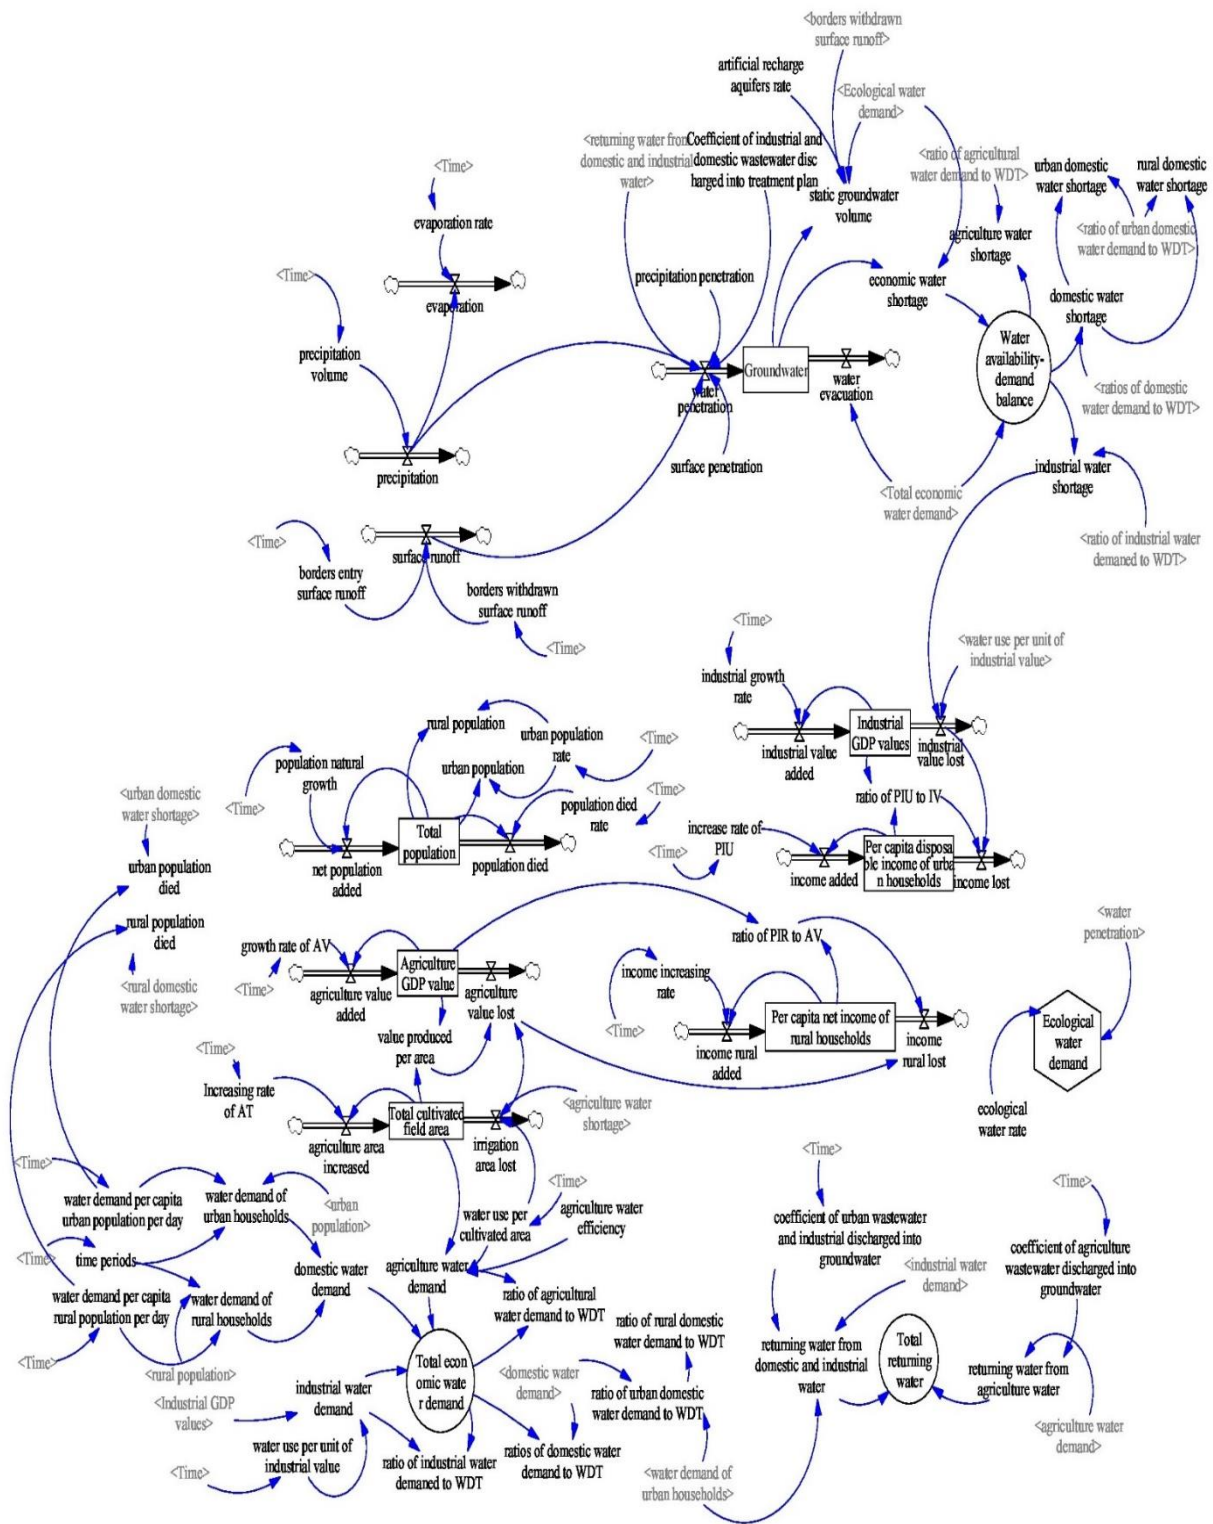 <borders withdrawn
surface runoff>
artificial recharge
aquifers rate
<Ecological water
demand>
<returning water from
domestic and industrial
water>
Coefficient of industrial and
domestic wastewater disc
harged into treatment plan
<ratio of agricultural
water demand to WDT>
urban domestic
water shortage
rural domestic
water shortage
<Time>
static groundwater
volume
evaporation rate
agriculture water
shortage
<ratio of urban domestic
water demand to WDT>
<Time>
precipitation penetration
economic water
shortage
evaporation
domestic water
shortage
precipitation
volume
Water
availability-
demand
balance
Groundwater
water
evacuation
water
penetration
<ratios of domestic
water demand to WDT>
precipitation
surface penetration
industrial water
shortage
<Total economic
water demand>
<Time>
surface runoff
<ratio of industrial water
demaned to WDT>
borders entry
surface runoff
borders withdrawn
surface runoff
<Time>
<Time>
<water use per unit of
industrial value>
industrial growth
rate
Industrial
GDP values
industrial value
added
industrial
value lost
rural population
urban population
rate
<Time>
population natural
growth
urban population
<Time>
<urban domestic
water shortage>
population died
rate
<Time>
ratio of PIU to IV
increase rate of
PIU
Total
population
net population
added
population died
Per capita disposa
ble income of urba
n households
<Time>
income added
income lost
urban population
died
rural population
died
<rural domestic
water shortage>
growth rate of AV
<Time>
Agriculture
GDP value
agriculture value
added
agriculture
value lost
ratio of PIR to AV
<water
penetration>
income increasing
rate
<Time>
Per capita net income of
rural households
income rural
added
income
rural lost
Ecological
water
demand
value produced
per area
<Time>
Increasing rate
of AT
Total cultivated
field area
agriculture area
increased
irrigation
area lost
<agriculture water
shortage>
ecological
water rate
<Time>
water demand per capita
urban population per day
water demand of
urban households
<urban
population>
<Time>
water use per
cultivated area
agriculture water
efficiency
<Time>
<Time>
coefficient of urban wastewater
and industrial discharged into
groundwater
coefficient of agriculture
wastewater discharged into
groundwater
<Time>
time periods
domestic water
demand
agriculture water
demand
<industrial water
demand>
water demand per capita
rural population per day
water demand of
rural households
ratio of agricultural
water demand to WDT
ratio of rural domestic
water demand to WDT
<Time>
<rural population>
Total econ
omic wate
r demand
<domestic water
demand>
returning water from
domestic and industrial
water
Total
returning
water
returning water from
agriculture water
<Industrial GDP
values>
industrial water
demand
ratio of urban domestic
water demand to WDT
<agriculture water
demand>
water use per unit of
industrial value
ratio of industrial water
demaned to WDT
ratios of domestic water
demand to WDT
<Time>
<water demand of
urban households>